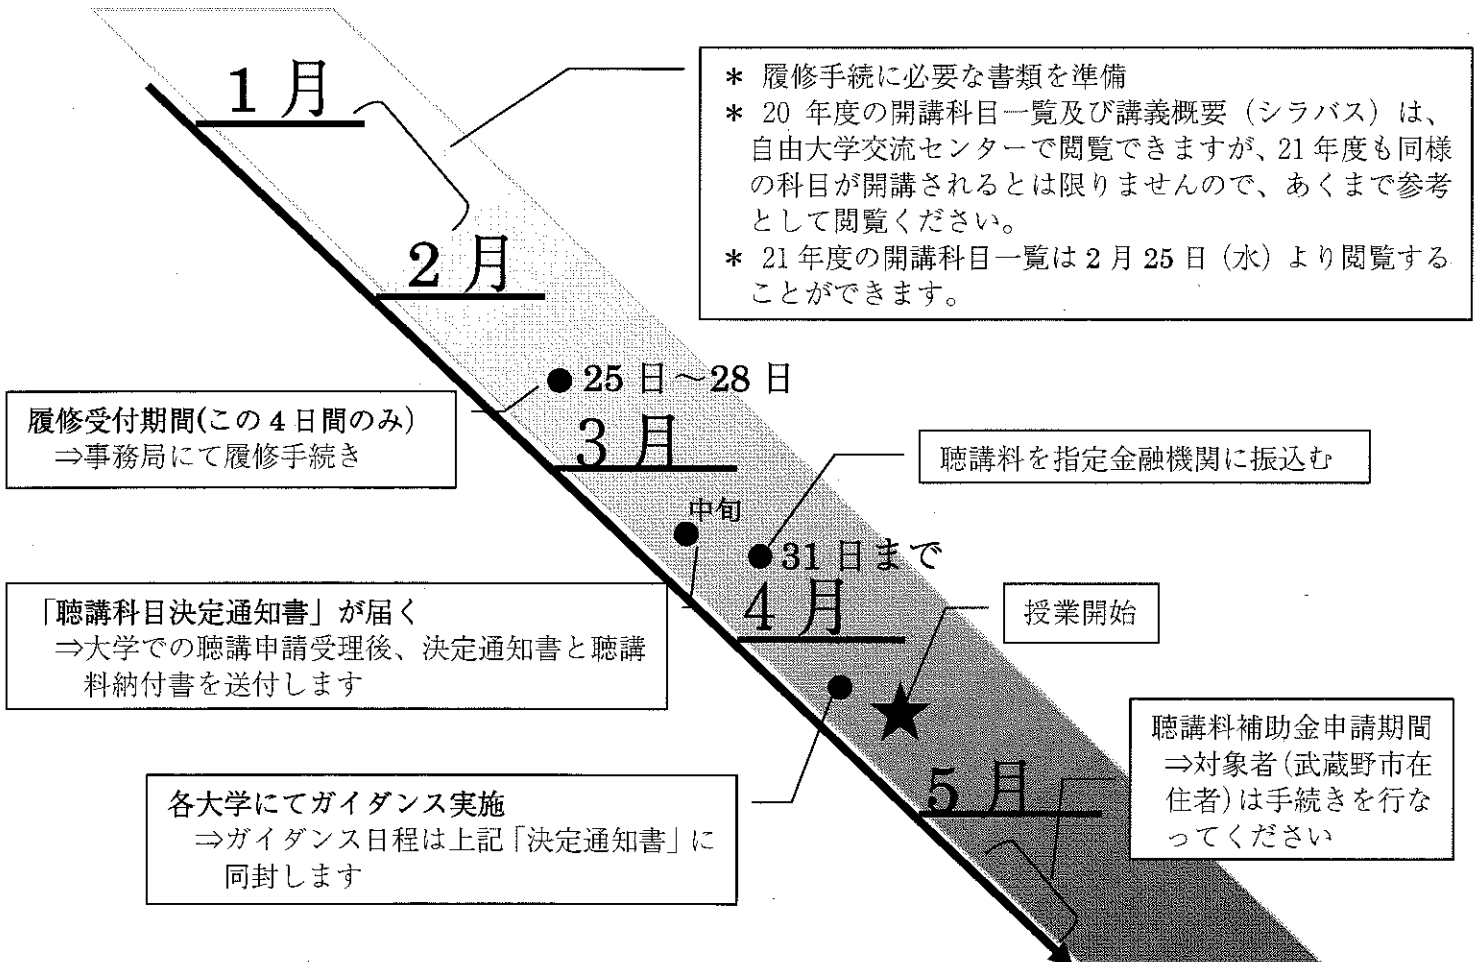 1月
* 履修手続に必要な書類を準備
* 20 年度の開講科目一覧及び講義概要（シラバス）は、
自由大学交流センターで閲覧できますが、21 年度も同様
の科目が開講されるとは限りませんので、あくまで参考
として閲覧ください。
* 21 年度の開講科目一覧は 2 月 25 日（水）より閲覧する
ことができます。
2月
25 日～28 日
履修受付期間(この 4 日間のみ)
⇒事務局にて履修手続き
3月
聴講料を指定金融機関に振込む
中旬
31 日まで
「聴講科目決定通知書」が届く
⇒大学での聴講申請受理後、決定通知書と聴講
料納付書を送付します
4月
授業開始
聴講料補助金申請期間
⇒対象者(武蔵野市在
住者)は手続きを行な
ってください
各大学にてガイダンス実施
⇒ガイダンス日程は上記「決定通知書」に
同封します
5月